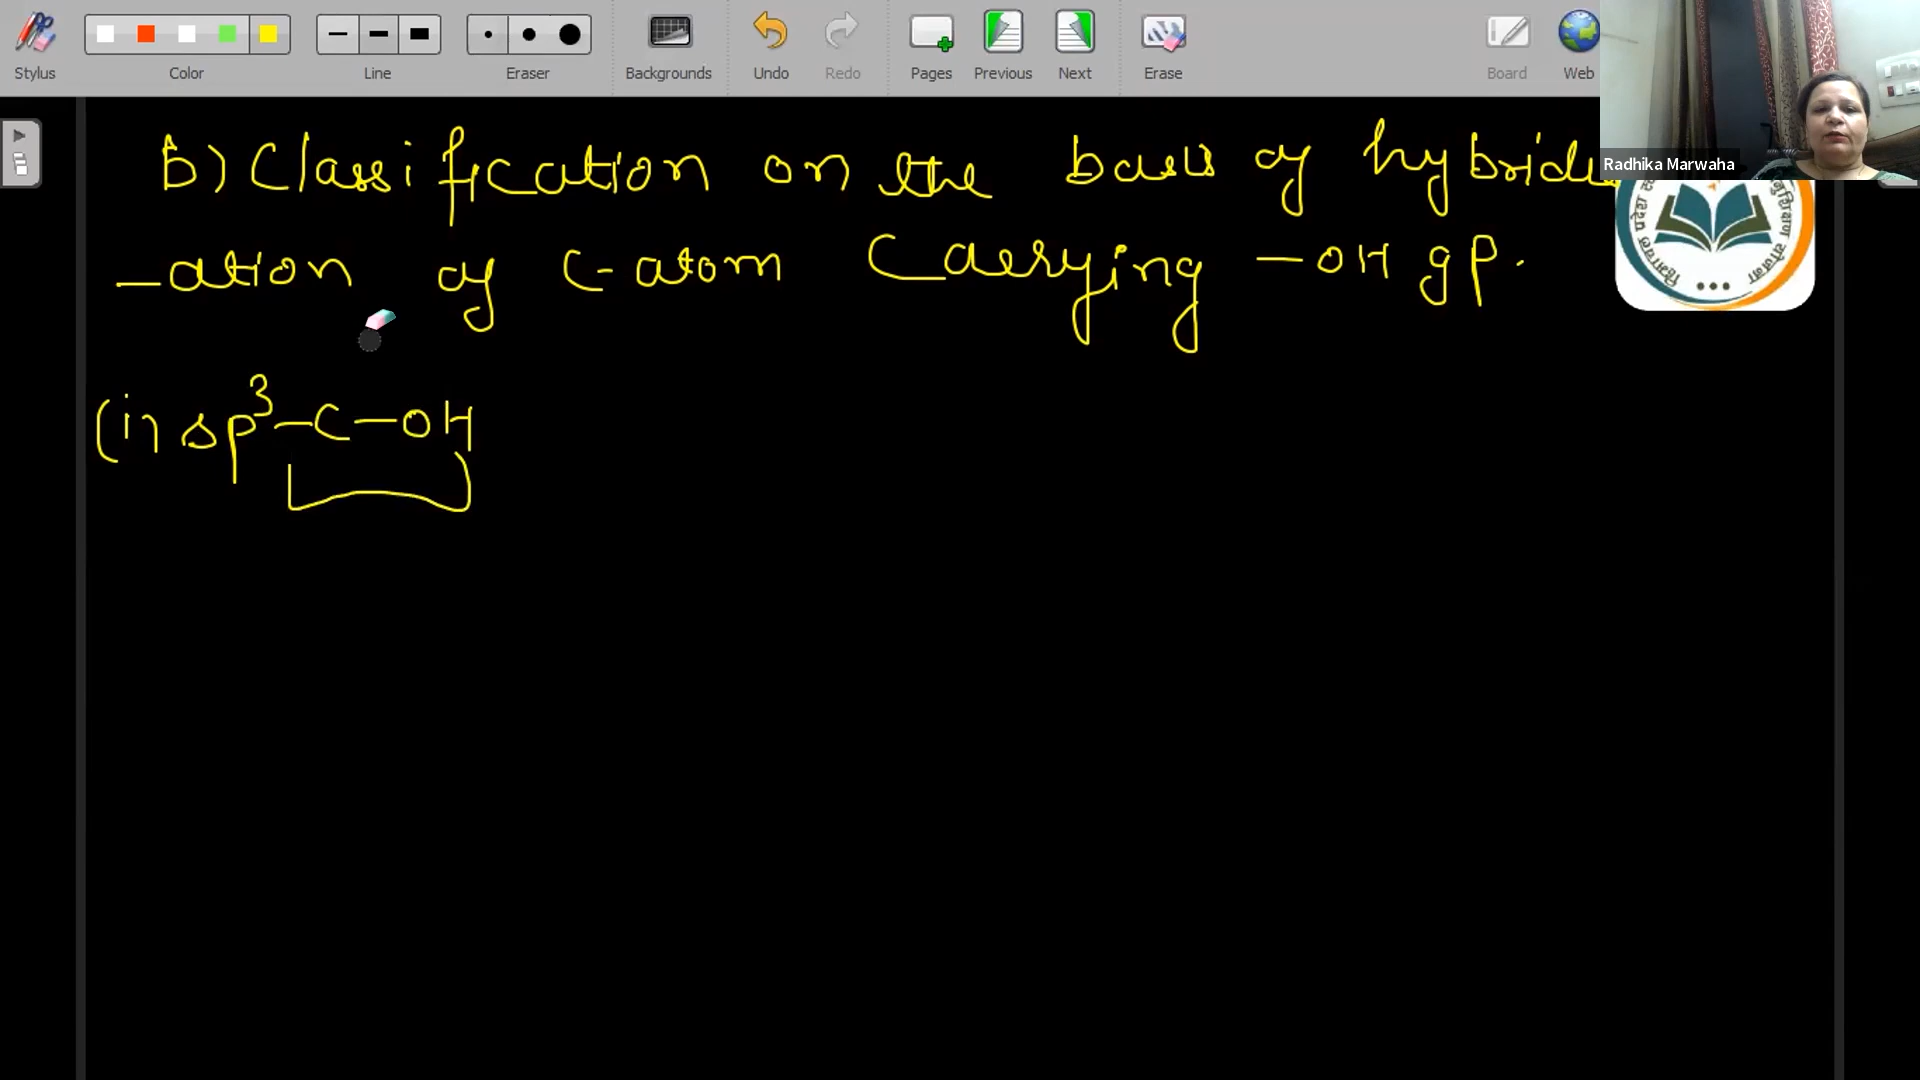 Stylus
Color
Line
Eraser
Backgrounds
Undo
Redo
Pages
Previous
Next
Erase
Board
Web
Radhika Marwaha
b) Classification on the basis of hybridis
-ation of C-atom Carrying -OH gp.
(i) sp³-C-OH